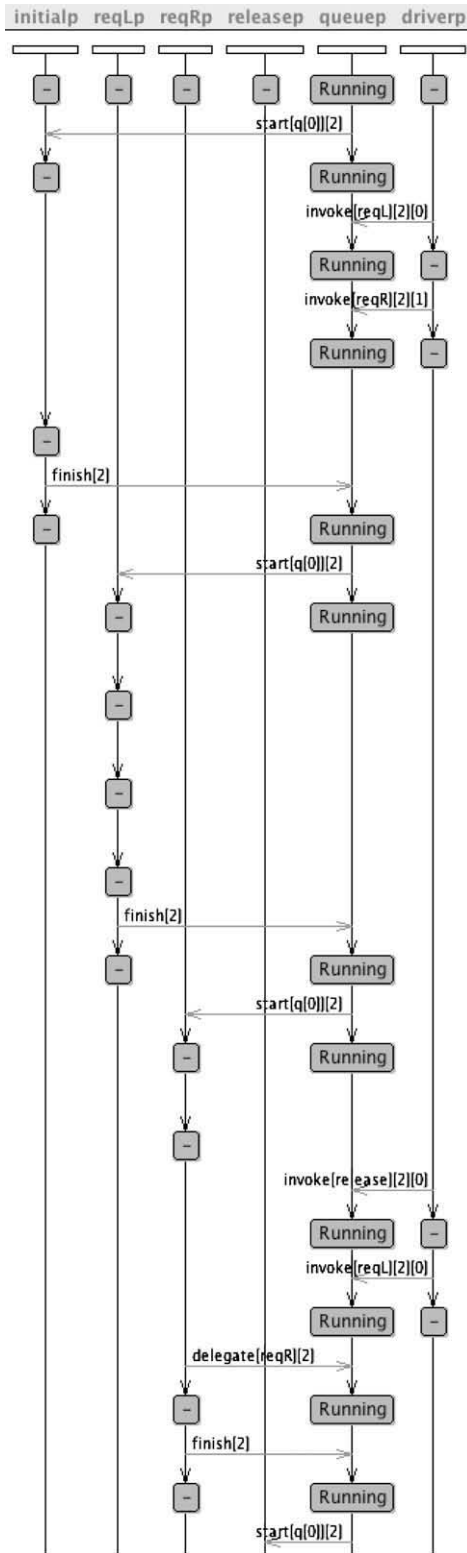 initialp reqLp reqRp releasep queuep driverp
- - - - Running -
start[q[0]][2]
- Running
invoke[reqL][2][0]
Running -
invoke[reqR][2][1]
Running -
-
finish[2]
- Running
start[q[0]][2]
- Running
-
-
-
finish[2]
- Running
start[q[0]][2]
- Running
-
invoke[release][2][0]
Running -
invoke[reqL][2][0]
Running -
delegate[reqR][2]
- Running
finish[2]
- Running
start[q[0]][2]